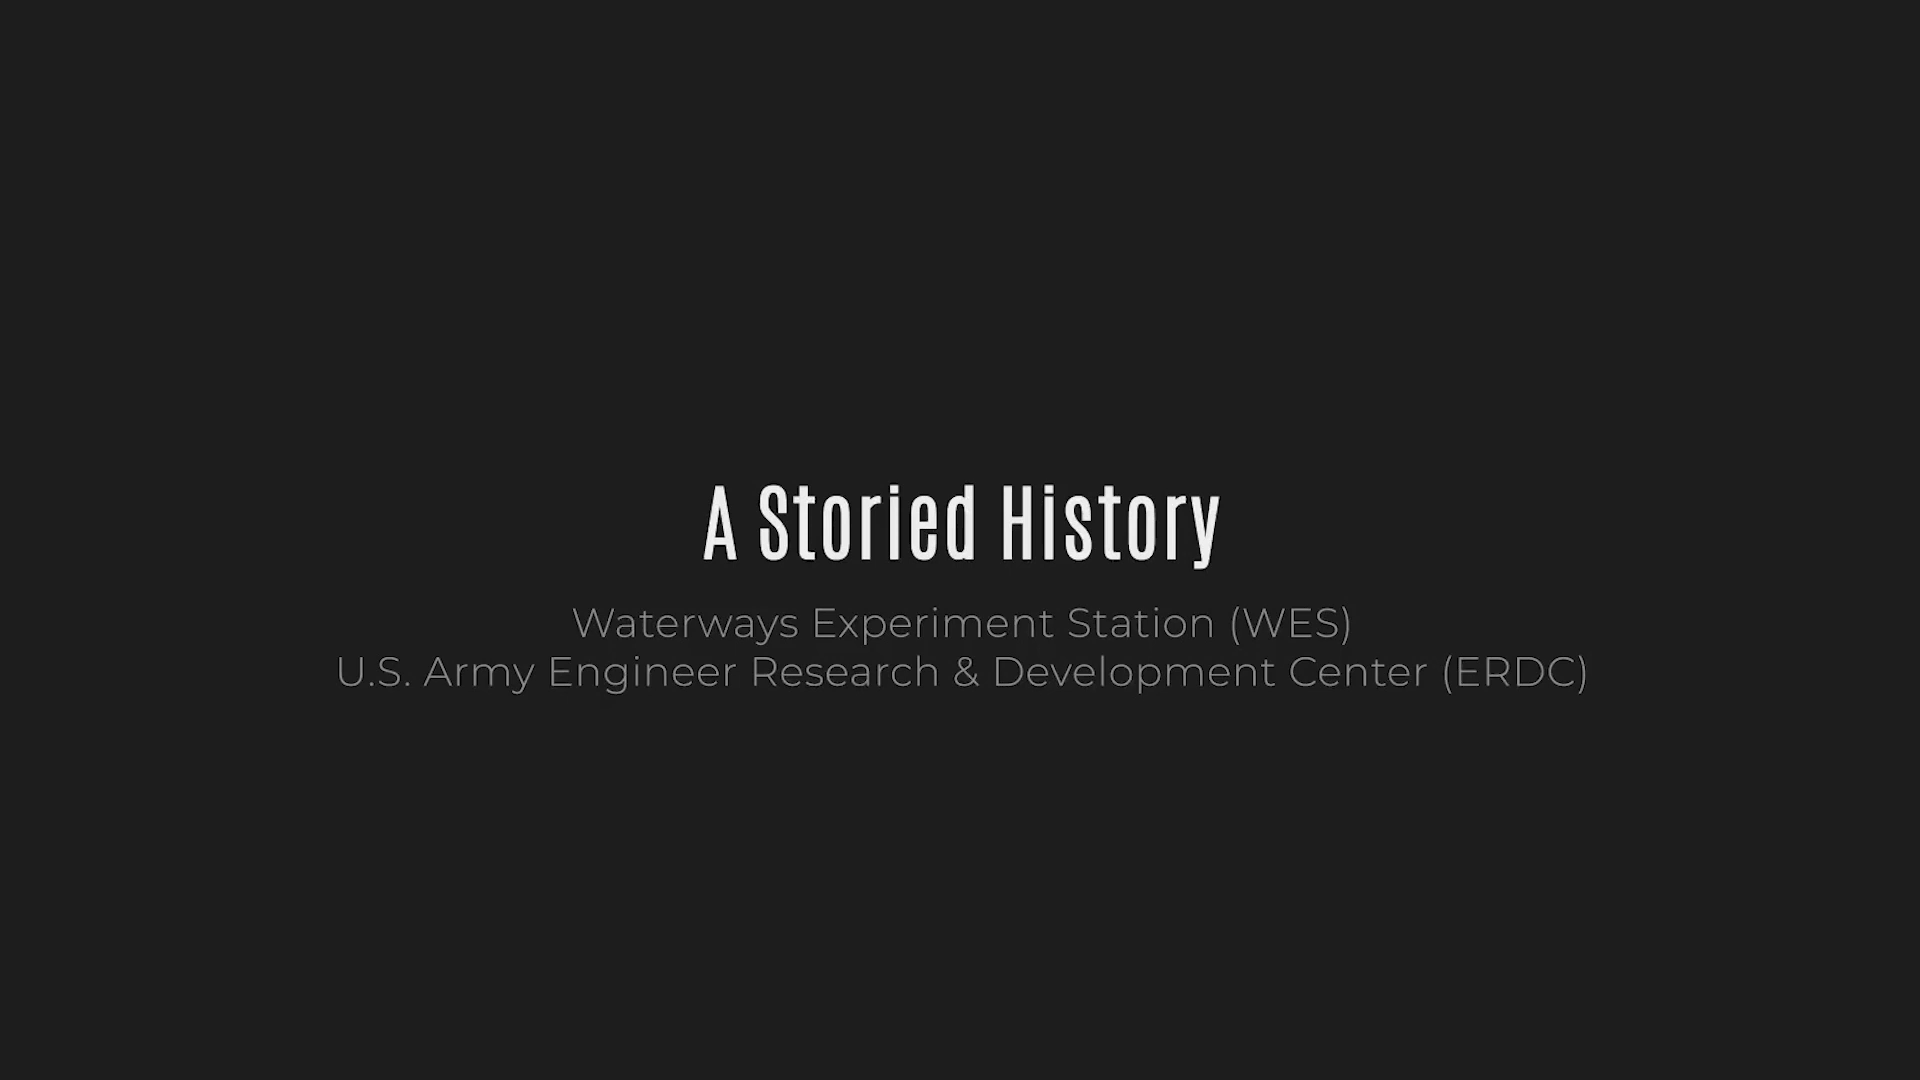 A Storied History
Waterways Experiment Station (WES)
U.S. Army Engineer Research & Development Center (ERDC)